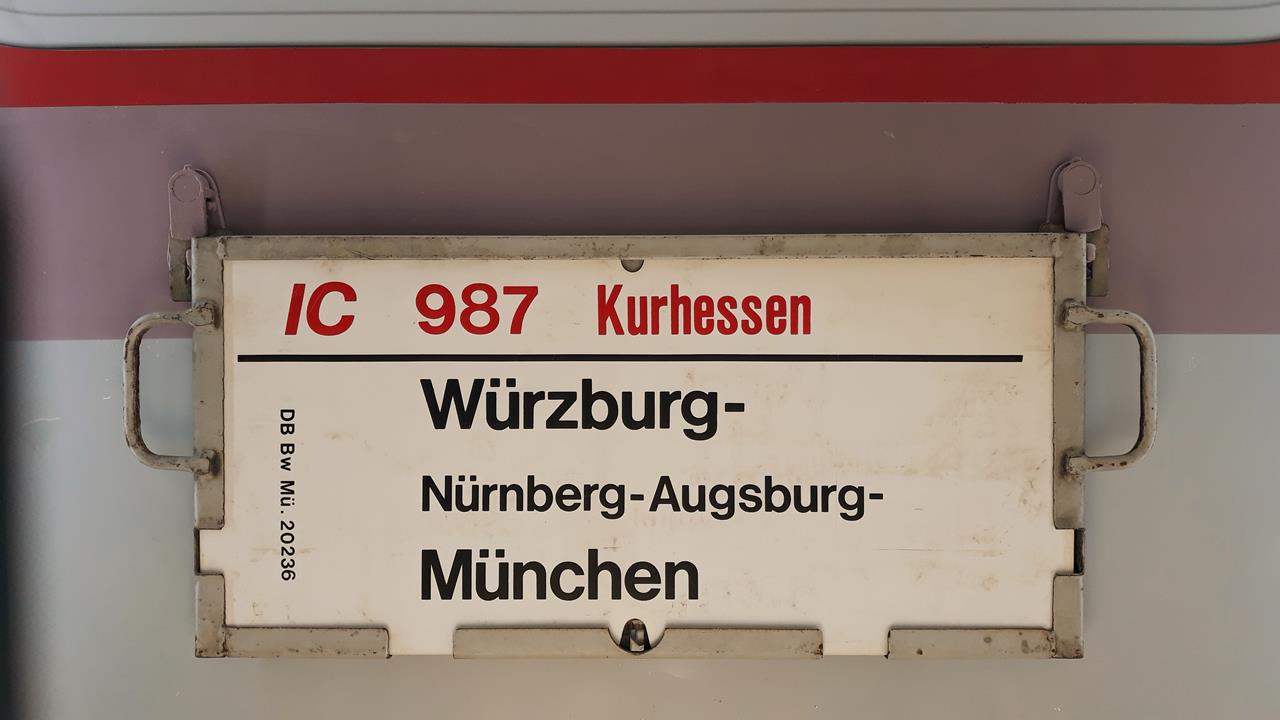 IC 987 Kurhessen
Würzburg-
Nürnberg-Augsburg-
München
DB Bw Mü. 20236